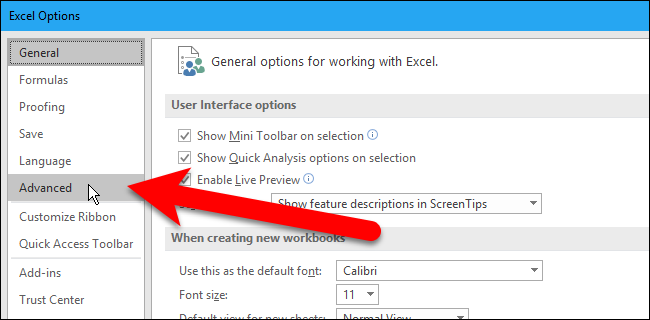 Excel Options
General
Formulas
Proofing
Save
Language
Advanced
Customize Ribbon
Quick Access Toolbar
Add-ins
Trust Center
General options for working with Excel.
User Interface options
Show Mini Toolbar on selection
Show Quick Analysis options on selection
Enable Live Preview
Show feature descriptions in ScreenTips
When creating new workbooks
Use this as the default font: Calibri
Font size: 11
Default view for new sheets: Normal View